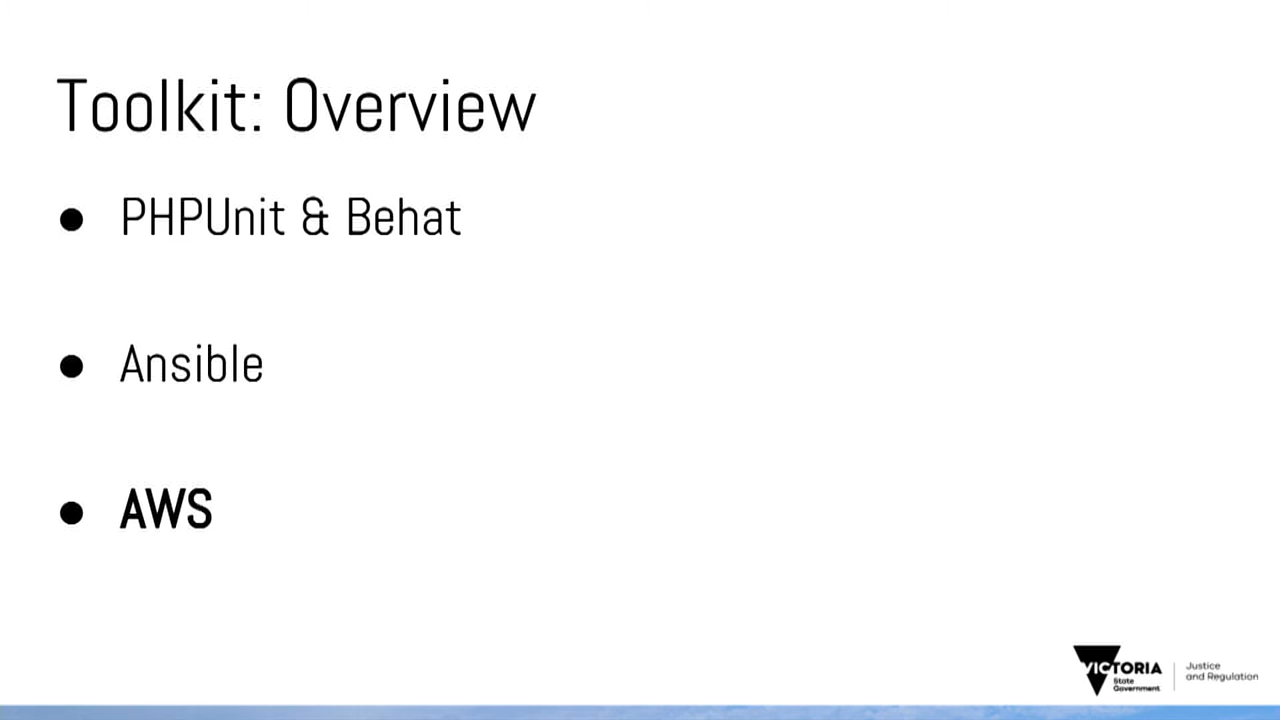 Toolkit: Overview
● PHPUnit & Behat
● Ansible
● AWS
VICTORIA
State
Government
Justice
and Regulation